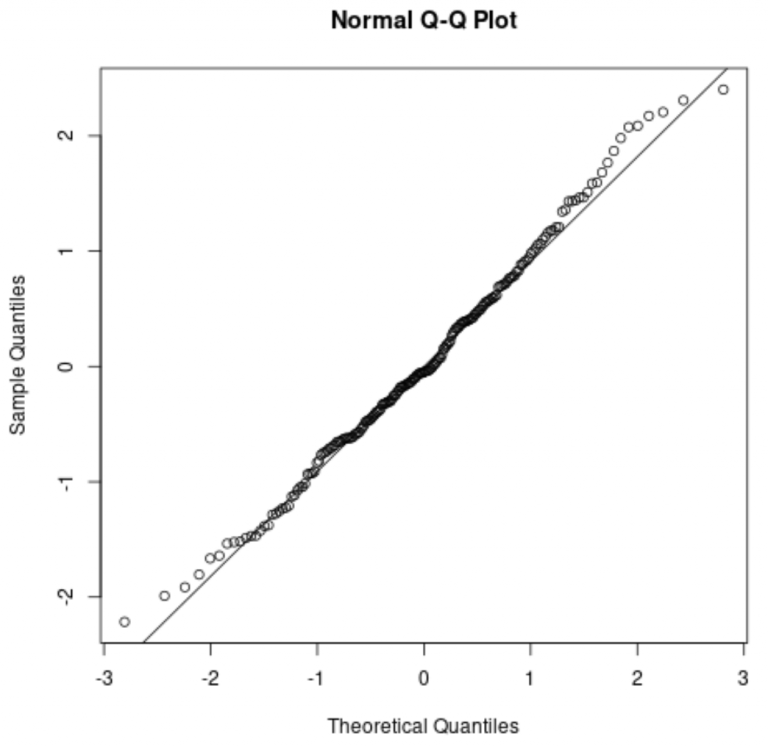 Normal Q-Q Plot
Sample Quantiles
2
1
0
-1
-2
-3 -2 -1 0 1 2 3
Theoretical Quantiles